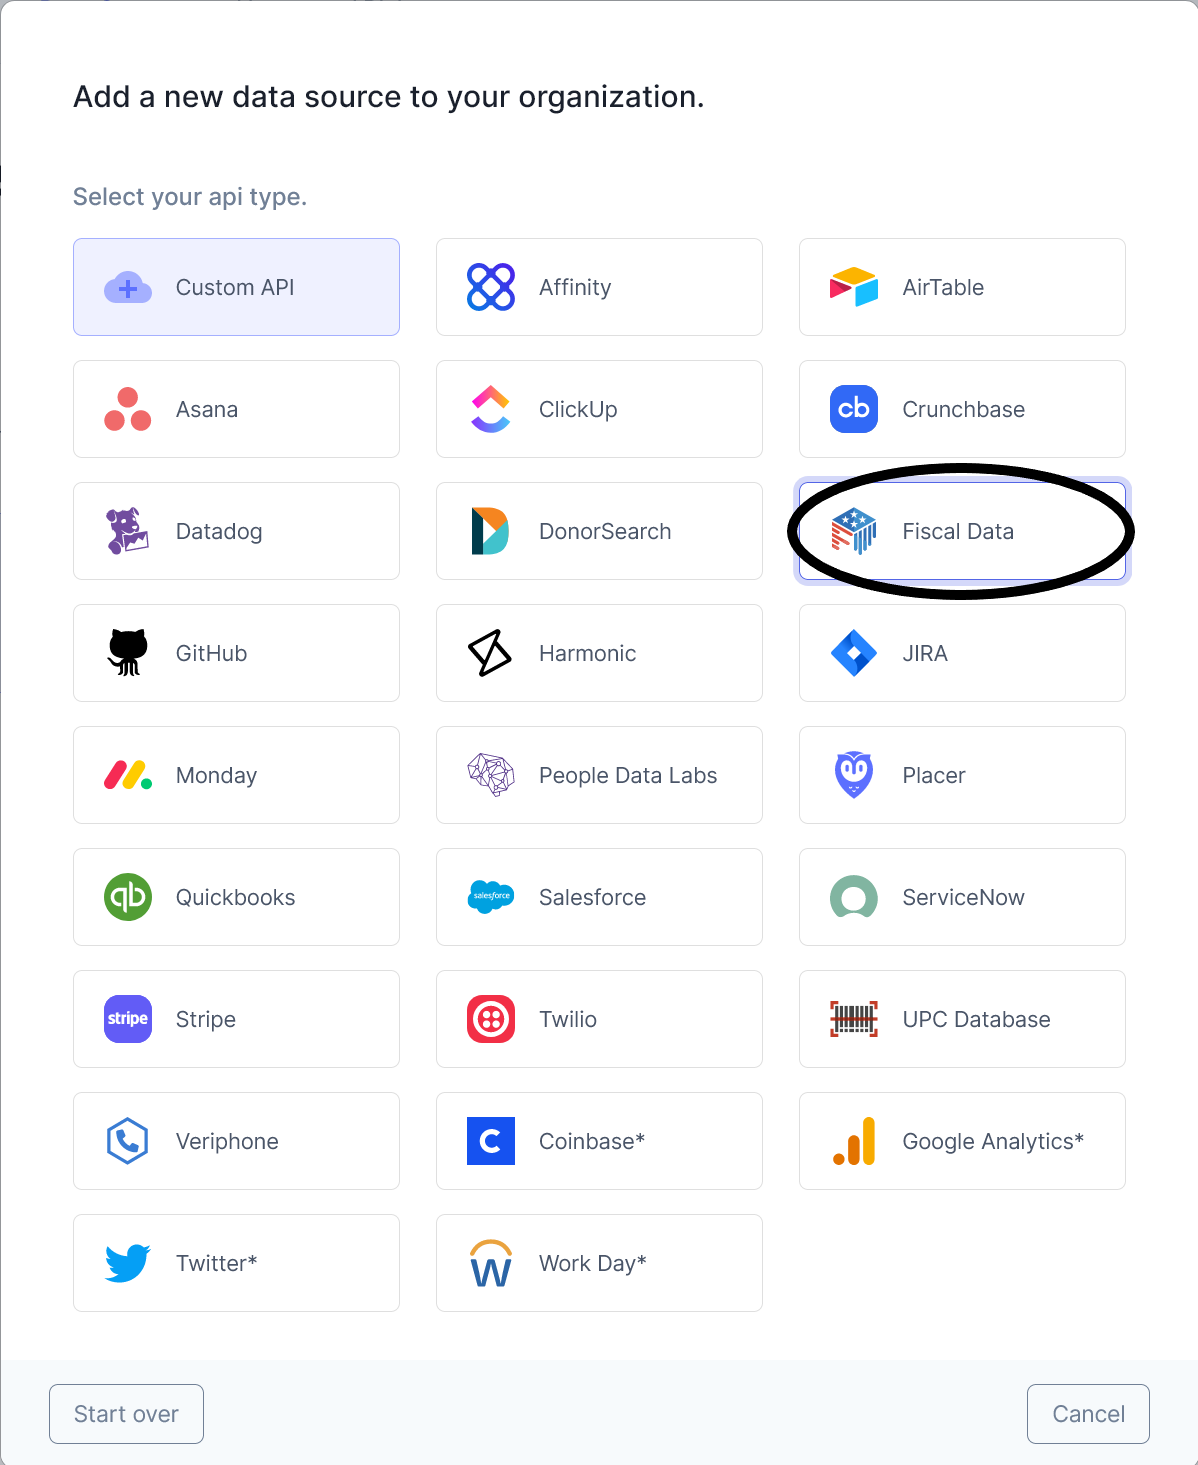 Add a new data source to your organization.
Select your api type.
Custom API
Affinity
AirTable
Asana
ClickUp
cb
Crunchbase
Datadog
DonorSearch
Fiscal Data
GitHub
Harmonic
JIRA
Monday
People Data Labs
Placer
qb
Quickbooks
salesforce
Salesforce
ServiceNow
stripe
Stripe
Twilio
UPC Database
Veriphone
C
Coinbase*
Google Analytics*
Twitter*
W
Work Day*
Start over
Cancel